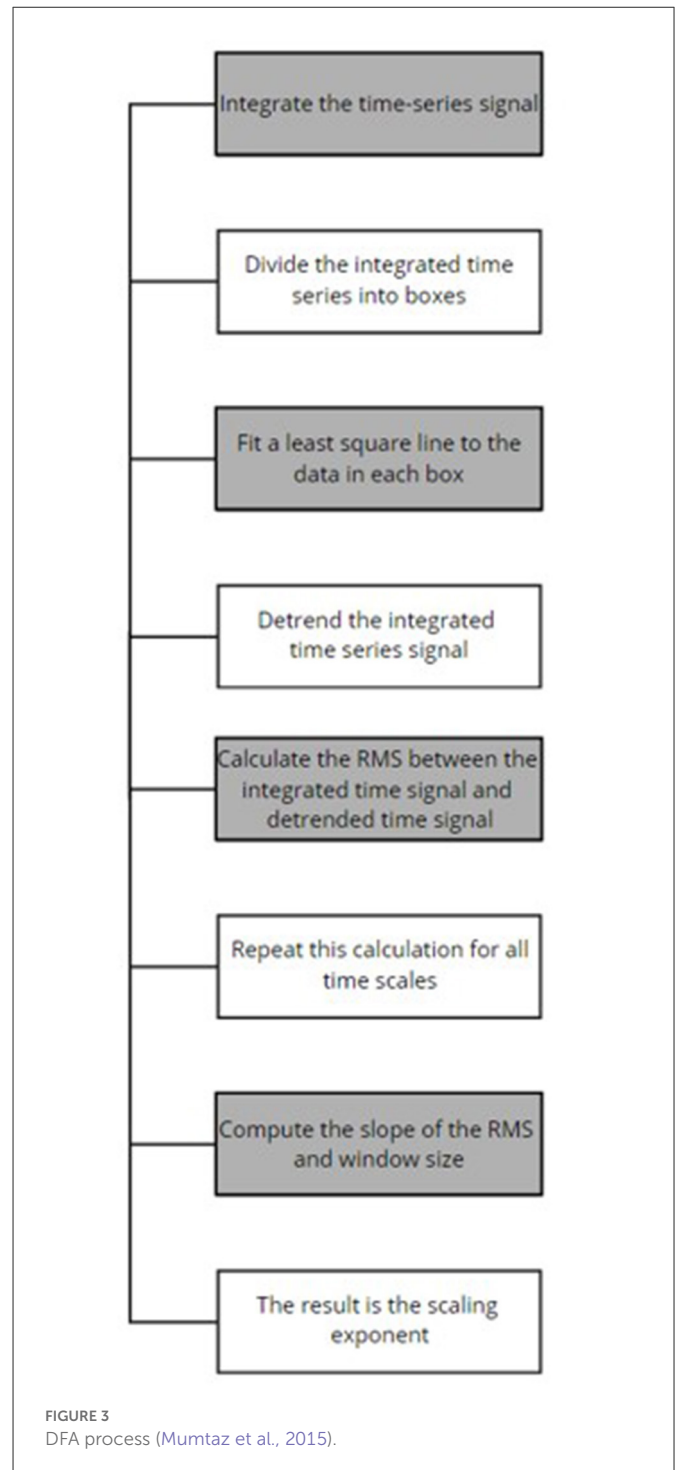 Integrate the time-series signal
Divide the integrated time
series into boxes
Fit a least square line to the
data in each box
Detrend the integrated
time series signal
Calculate the RMS between the
integrated time signal and
detrended time signal
Repeat this calculation for all
time scales
Compute the slope of the RMS
and window size
The result is the scaling
exponent
FIGURE 3
DFA process (Mumtaz et al., 2015).